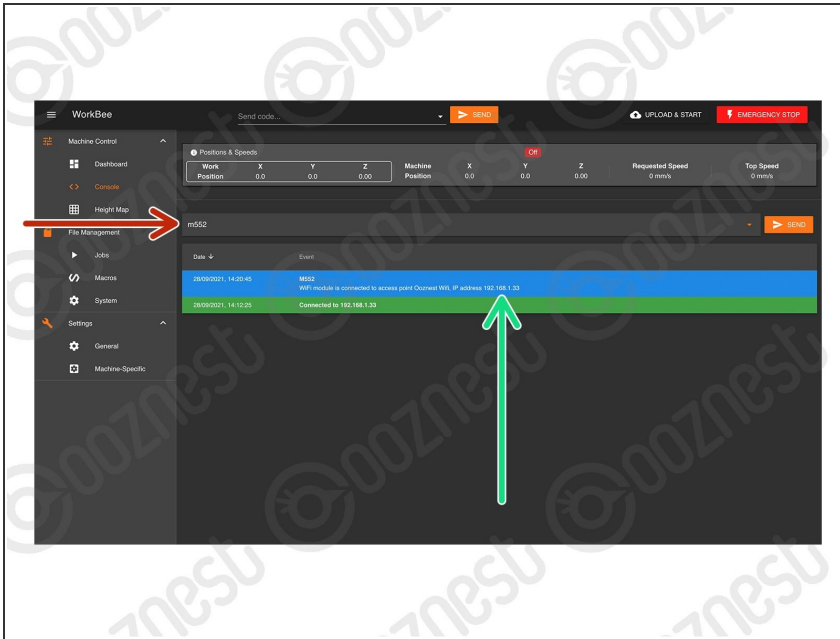 WorkBee
Send code...
SEND
UPLOAD & START
EMERGENCY STOP
Machine Control
Dashboard
Console
Height Map
File Management
Jobs
Macros
System
Settings
General
Machine-Specific
Positions & Speeds
Off
Work Position X Y Z Machine Position X Y Z Requested Speed Top Speed
0.0 0.0 0.00 0.0 0.0 0.00 0 mm/s 0 mm/s
m552
SEND
Date Event
28/09/2021, 14:20:45 M552
WiFi module is connected to access point Ooznest Wifi, IP address 192.168.1.33
28/09/2021, 14:12:25 Connected to 192.168.1.33
ooznest